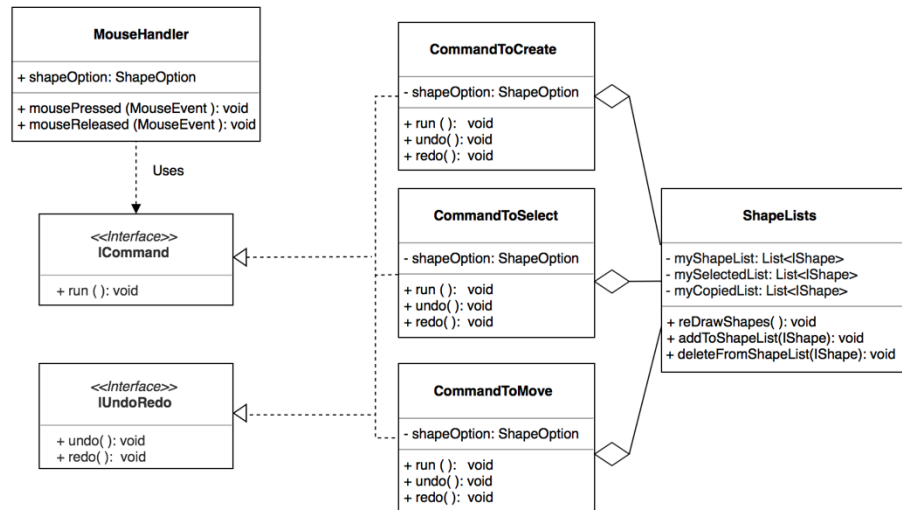 MouseHandler
+ shapeOption: ShapeOption
+ mousePressed (MouseEvent ): void
+ mouseReleased (MouseEvent ): void
Uses
<<Interface>>
ICommand
+ run ( ): void
<<Interface>>
IUndoRedo
+ undo( ): void
+ redo( ): void
CommandToCreate
- shapeOption: ShapeOption
+ run ( ): void
+ undo( ): void
+ redo( ): void
CommandToSelect
- shapeOption: ShapeOption
+ run ( ): void
+ undo( ): void
+ redo( ): void
CommandToMove
- shapeOption: ShapeOption
+ run ( ): void
+ undo( ): void
+ redo( ): void
ShapeLists
- myShapeList: List<IShape>
- mySelectedList: List<IShape>
- myCopiedList: List<IShape>
+ reDrawShapes( ): void
+ addToShapeList(IShape): void
+ deleteFromShapeList(IShape): void